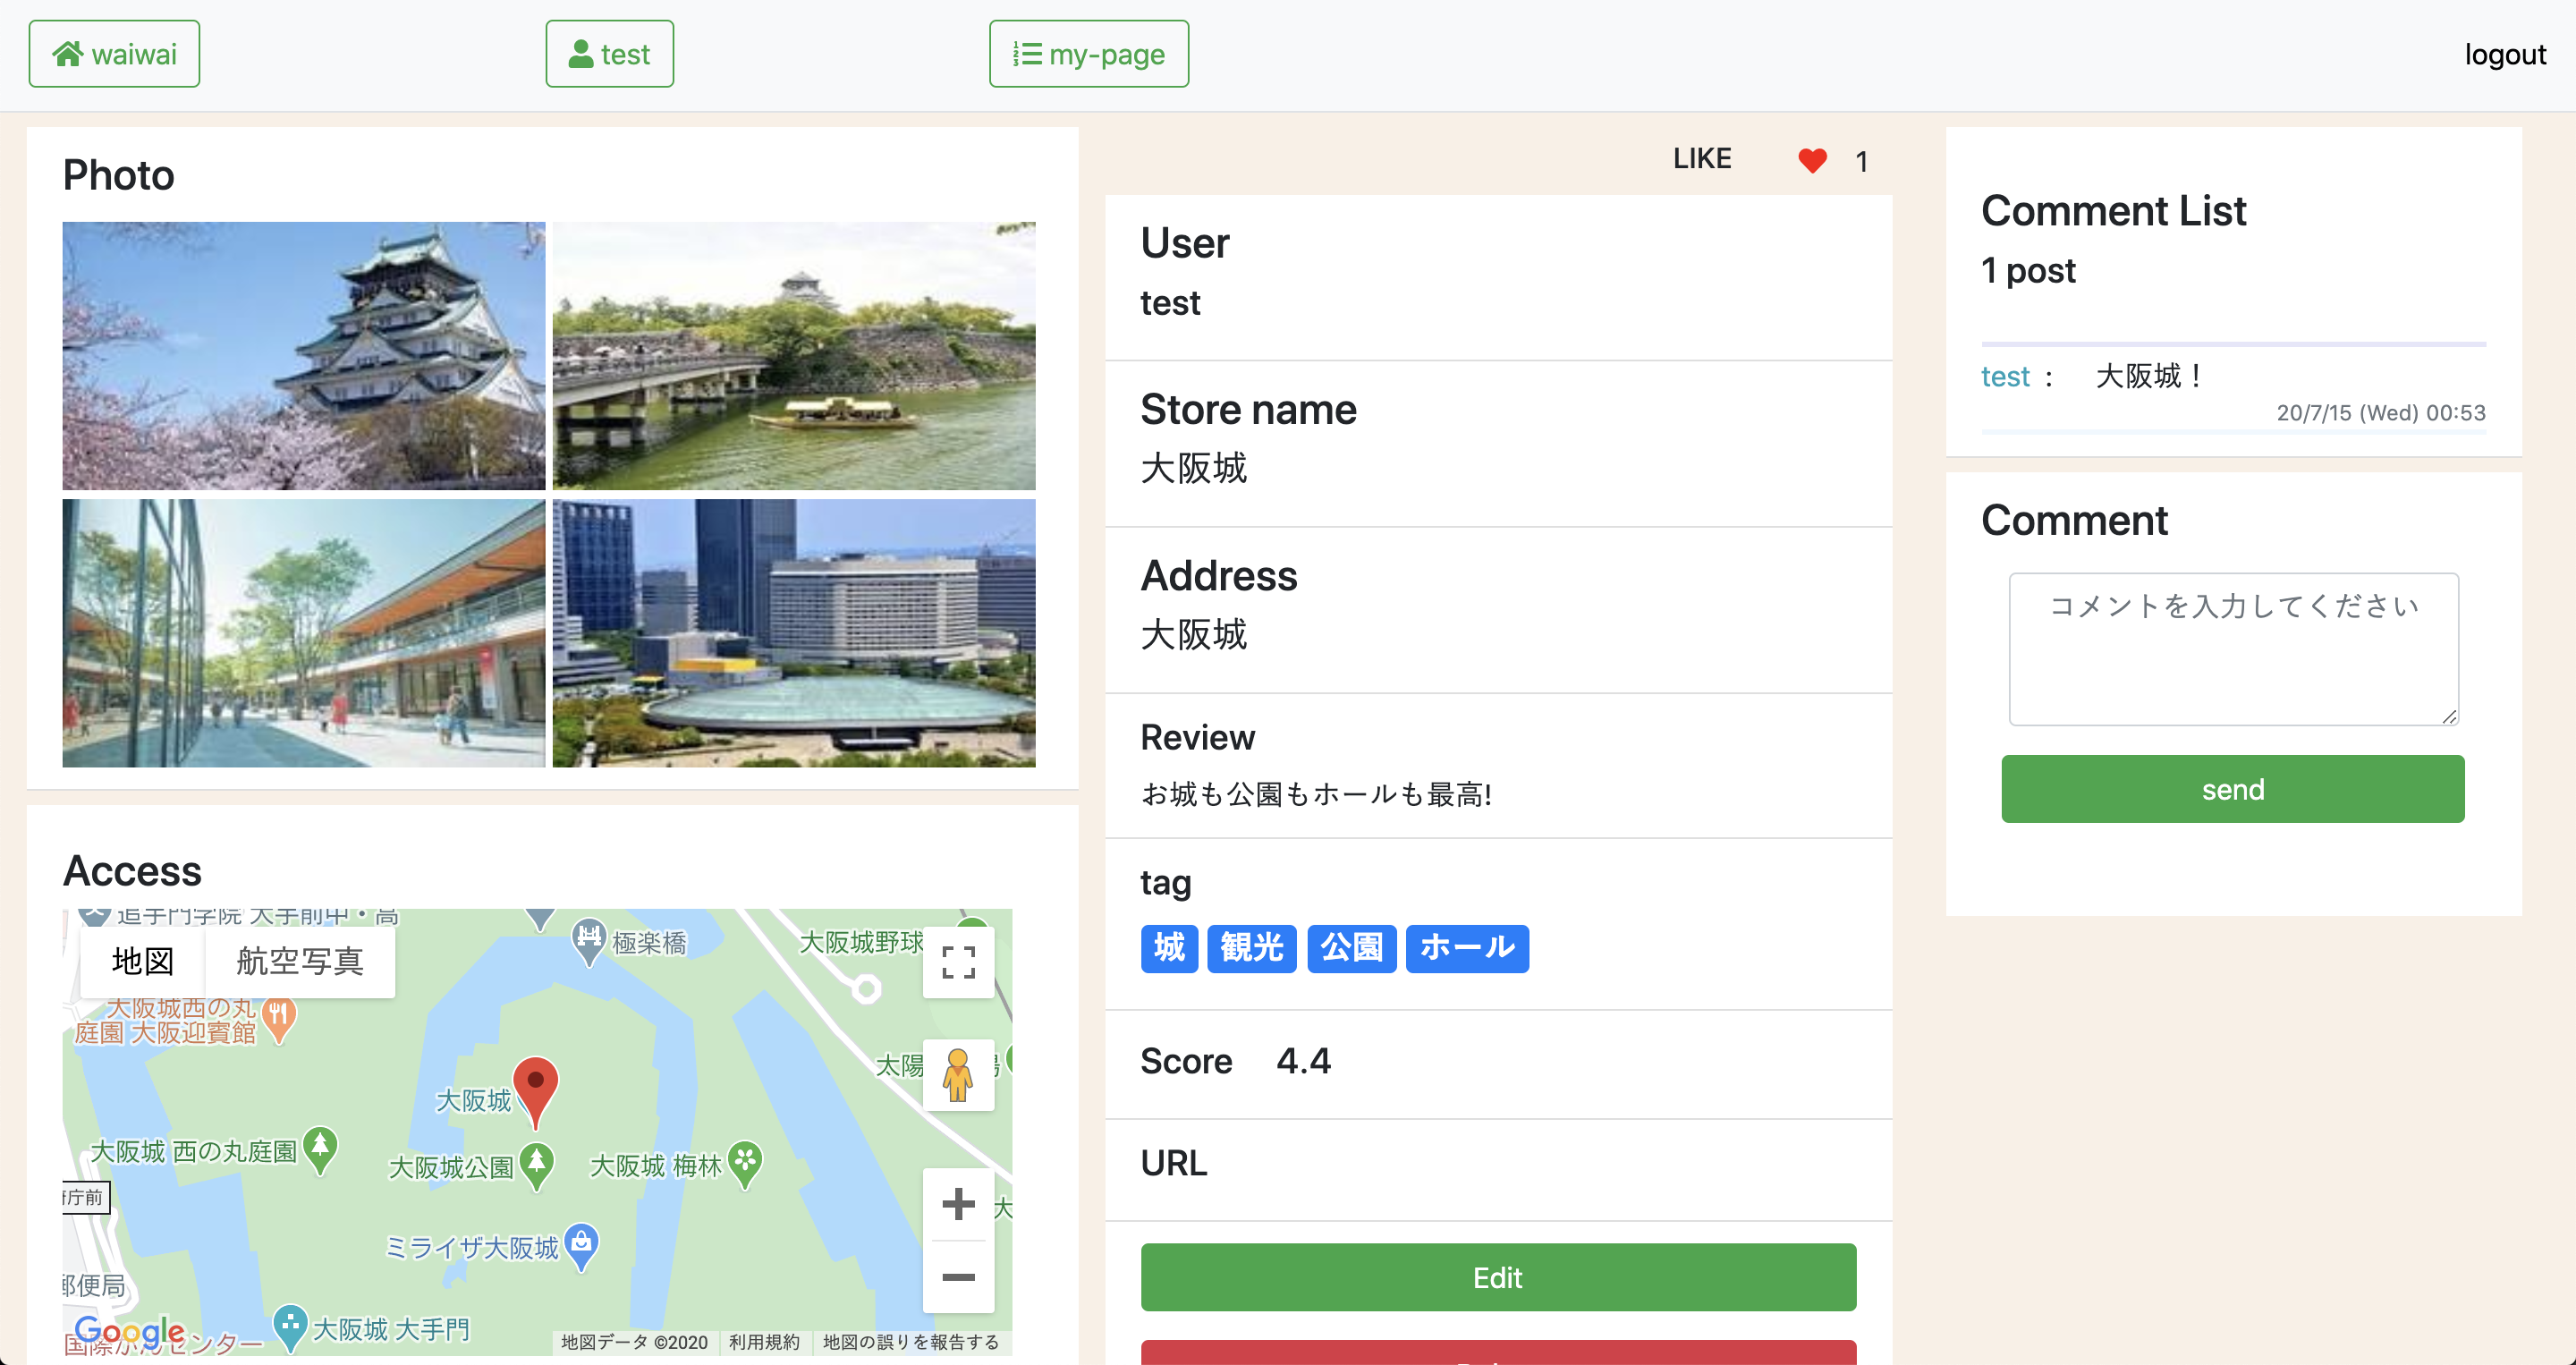 waiwai
test
my-page
logout
Photo
Access
追手門学院 大手前中・高
地図
航空写真
極楽橋
大阪城野球
大阪城西の丸
庭園 大阪迎賓館
大阪城
太陽
大阪城 西の丸庭園
大阪城公園
大阪城 梅林
庁前
大
ミライザ大阪城
郵便局
Google
大阪城 大手門
センター
地図データ ©2020
利用規約
地図の誤りを報告する
LIKE
1
User
test
Store name
大阪城
Address
大阪城
Review
お城も公園もホールも最高!
tag
城 観光 公園 ホール
Score 4.4
URL
Edit
Comment List
1 post
test : 大阪城！
20/7/15 (Wed) 00:53
Comment
コメントを入力してください
send